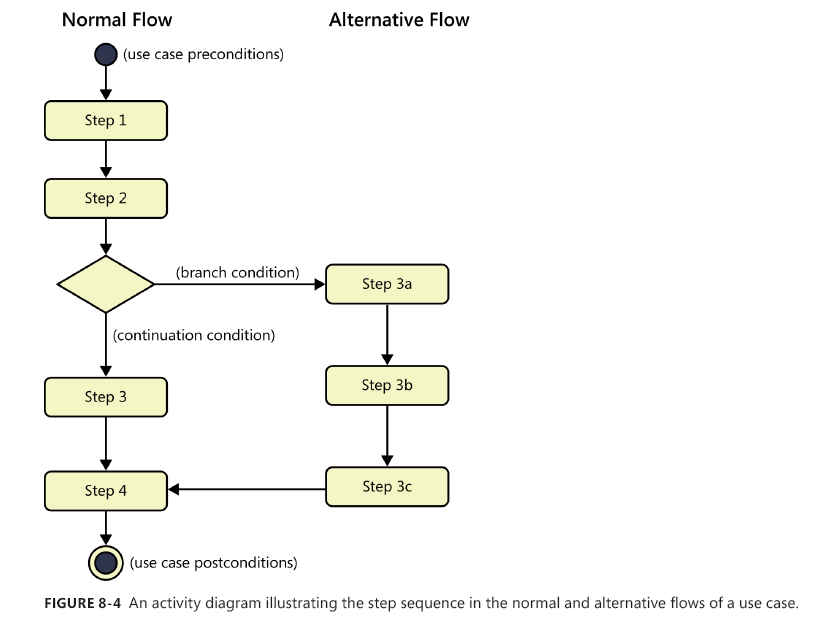 Normal Flow
Alternative Flow
(use case preconditions)
Step 1
Step 2
(branch condition)
Step 3a
(continuation condition)
Step 3b
Step 3
Step 3c
Step 4
(use case postconditions)
FIGURE 8-4 An activity diagram illustrating the step sequence in the normal and alternative flows of a use case.